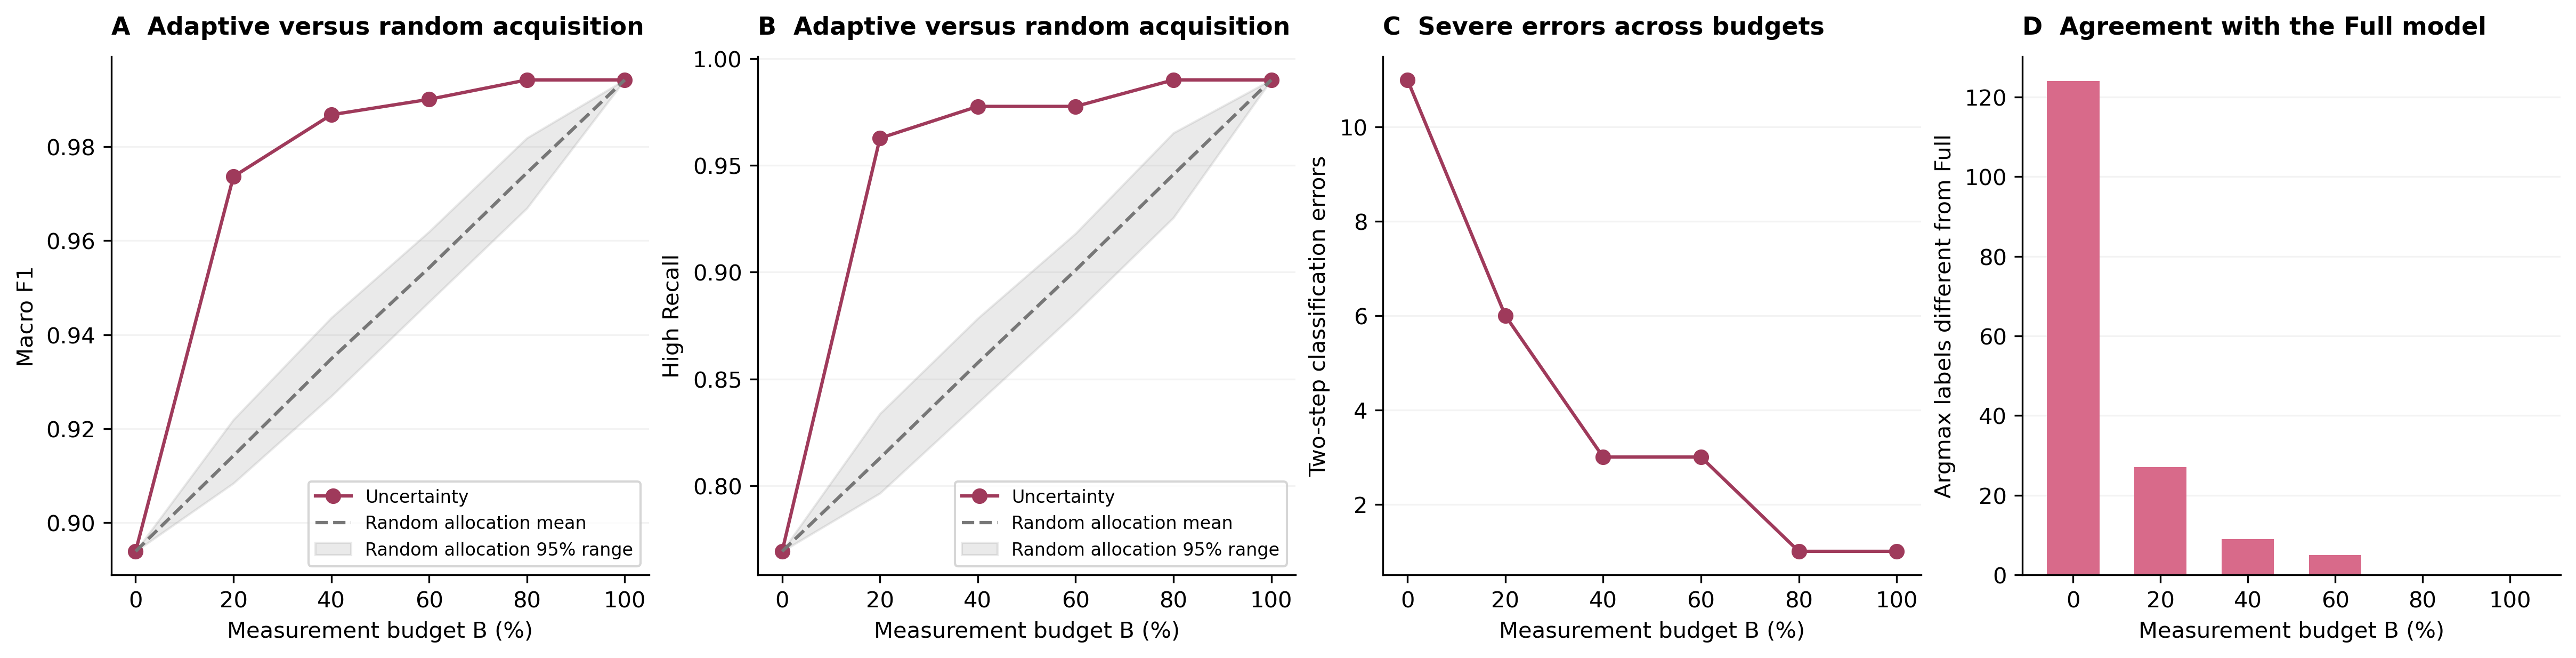 A Adaptive versus random acquisition
Macro F1
0.98
0.96
0.94
0.92
0.90
Uncertainty
Random allocation mean
Random allocation 95% range
0 20 40 60 80 100
Measurement budget B (%)
B Adaptive versus random acquisition
High Recall
1.00
0.95
0.90
0.85
0.80
Uncertainty
Random allocation mean
Random allocation 95% range
0 20 40 60 80 100
Measurement budget B (%)
C Severe errors across budgets
Two-step classification errors
10
8
6
4
2
0 20 40 60 80 100
Measurement budget B (%)
D Agreement with the Full model
Argmax labels different from Full
120
100
80
60
40
20
0
0 20 40 60 80 100
Measurement budget B (%)